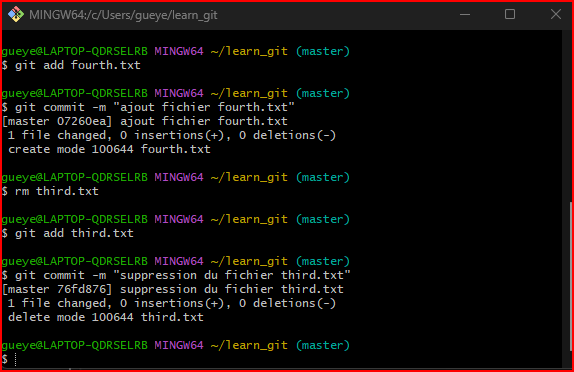 MINGW64:/c/Users/gueye/learn_git
gueye@LAPTOP-QDRSELRB MINGW64 ~/learn_git (master)
$ git add fourth.txt
gueye@LAPTOP-QDRSELRB MINGW64 ~/learn_git (master)
$ git commit -m "ajout fichier fourth.txt"
[master 07260ea] ajout fichier fourth.txt
1 file changed, 0 insertions(+), 0 deletions(-)
create mode 100644 fourth.txt
gueye@LAPTOP-QDRSELRB MINGW64 ~/learn_git (master)
$ rm third.txt
gueye@LAPTOP-QDRSELRB MINGW64 ~/learn_git (master)
$ git add third.txt
gueye@LAPTOP-QDRSELRB MINGW64 ~/learn_git (master)
$ git commit -m "suppression du fichier third.txt"
[master 76fd876] suppression du fichier third.txt
1 file changed, 0 insertions(+), 0 deletions(-)
delete mode 100644 third.txt
gueye@LAPTOP-QDRSELRB MINGW64 ~/learn_git (master)
$